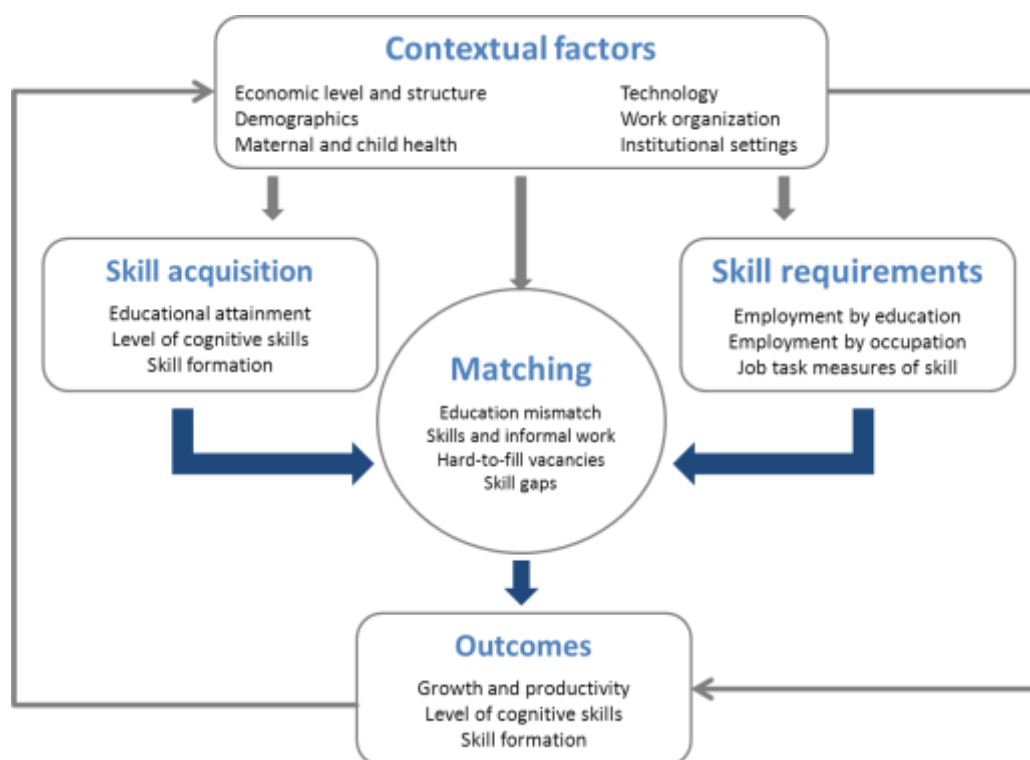 Contextual factors
Economic level and structure
Demographics
Maternal and child health
Technology
Work organization
Institutional settings
Skill acquisition
Educational attainment
Level of cognitive skills
Skill formation
Matching
Education mismatch
Skills and informal work
Hard-to-fill vacancies
Skill gaps
Skill requirements
Employment by education
Employment by occupation
Job task measures of skill
Outcomes
Growth and productivity
Level of cognitive skills
Skill formation